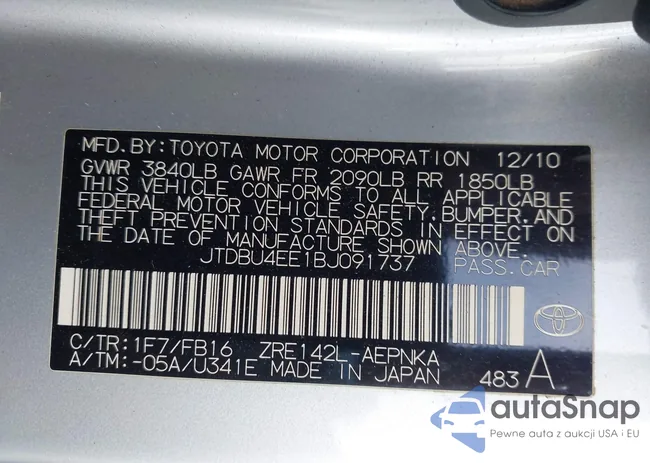 MFD. BY: TOYOTA MOTOR CORPORATION 12/10
GVWR 3840LB GAWR FR 2090LB RR 1850LB
THIS VEHICLE CONFORMS TO ALL APPLICABLE
FEDERAL MOTOR VEHICLE SAFETY, BUMPER, AND
THEFT PREVENTION STANDARDS IN EFFECT ON
THE DATE OF MANUFACTURE SHOWN ABOVE.
JTDBU4EE1BJ091737 PASS. CAR
C/TR: 1F7/FB16 ZRE142L-AEPNKA
A/TM: -05A/U341E MADE IN JAPAN 483 A
autaSnap
Pewne auta z aukcji USA i EU